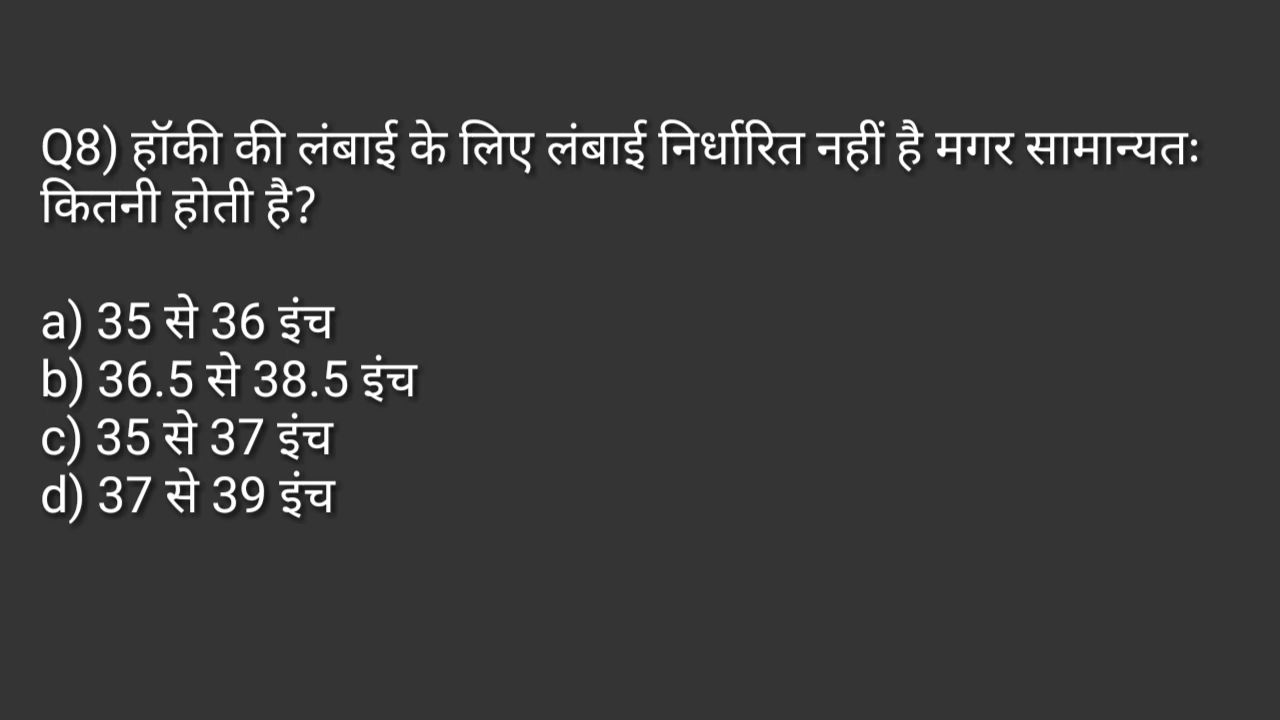 Q8) हॉकी की लंबाई के लिए लंबाई निर्धारित नहीं है मगर सामान्यतः
कितनी होती है?
a) 35 से 36 इंच
b) 36.5 से 38.5 इंच
c) 35 से 37 इंच
d) 37 से 39 इंच